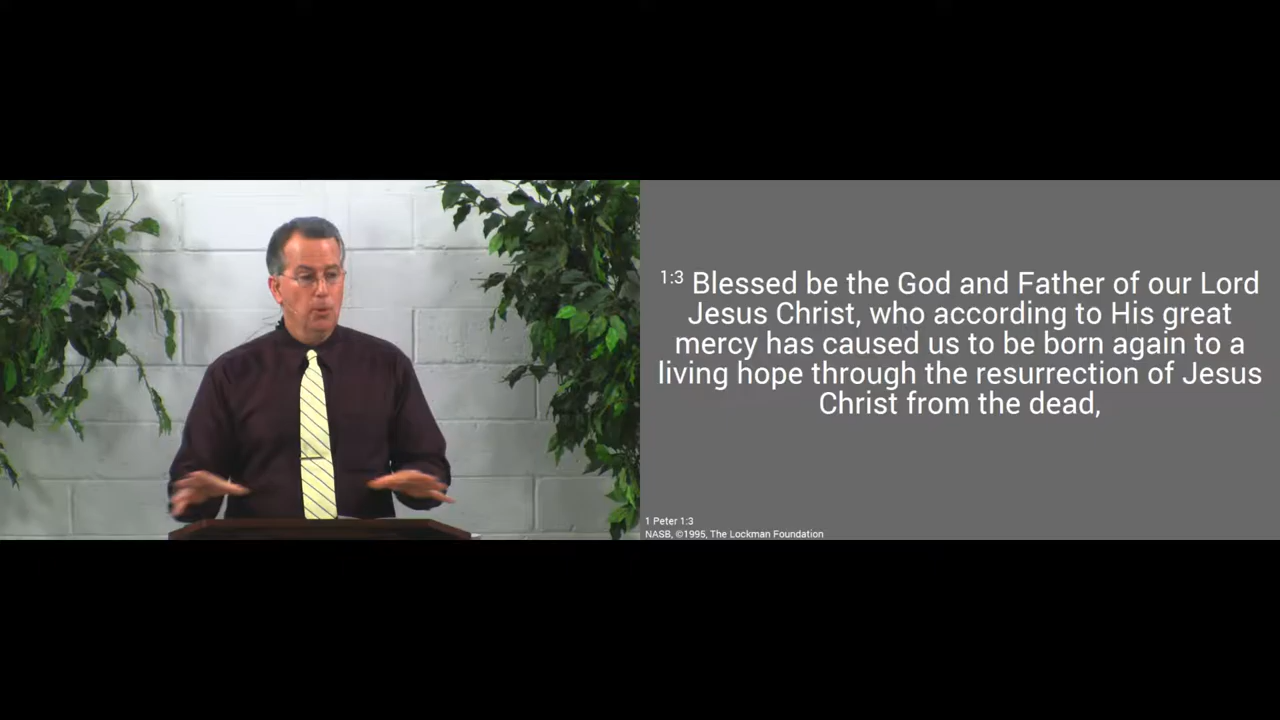 1:3 Blessed be the God and Father of our Lord
Jesus Christ, who according to His great
mercy has caused us to be born again to a
living hope through the resurrection of Jesus
Christ from the dead,
1 Peter 1:3
NASB, ©1995, The Lockman Foundation